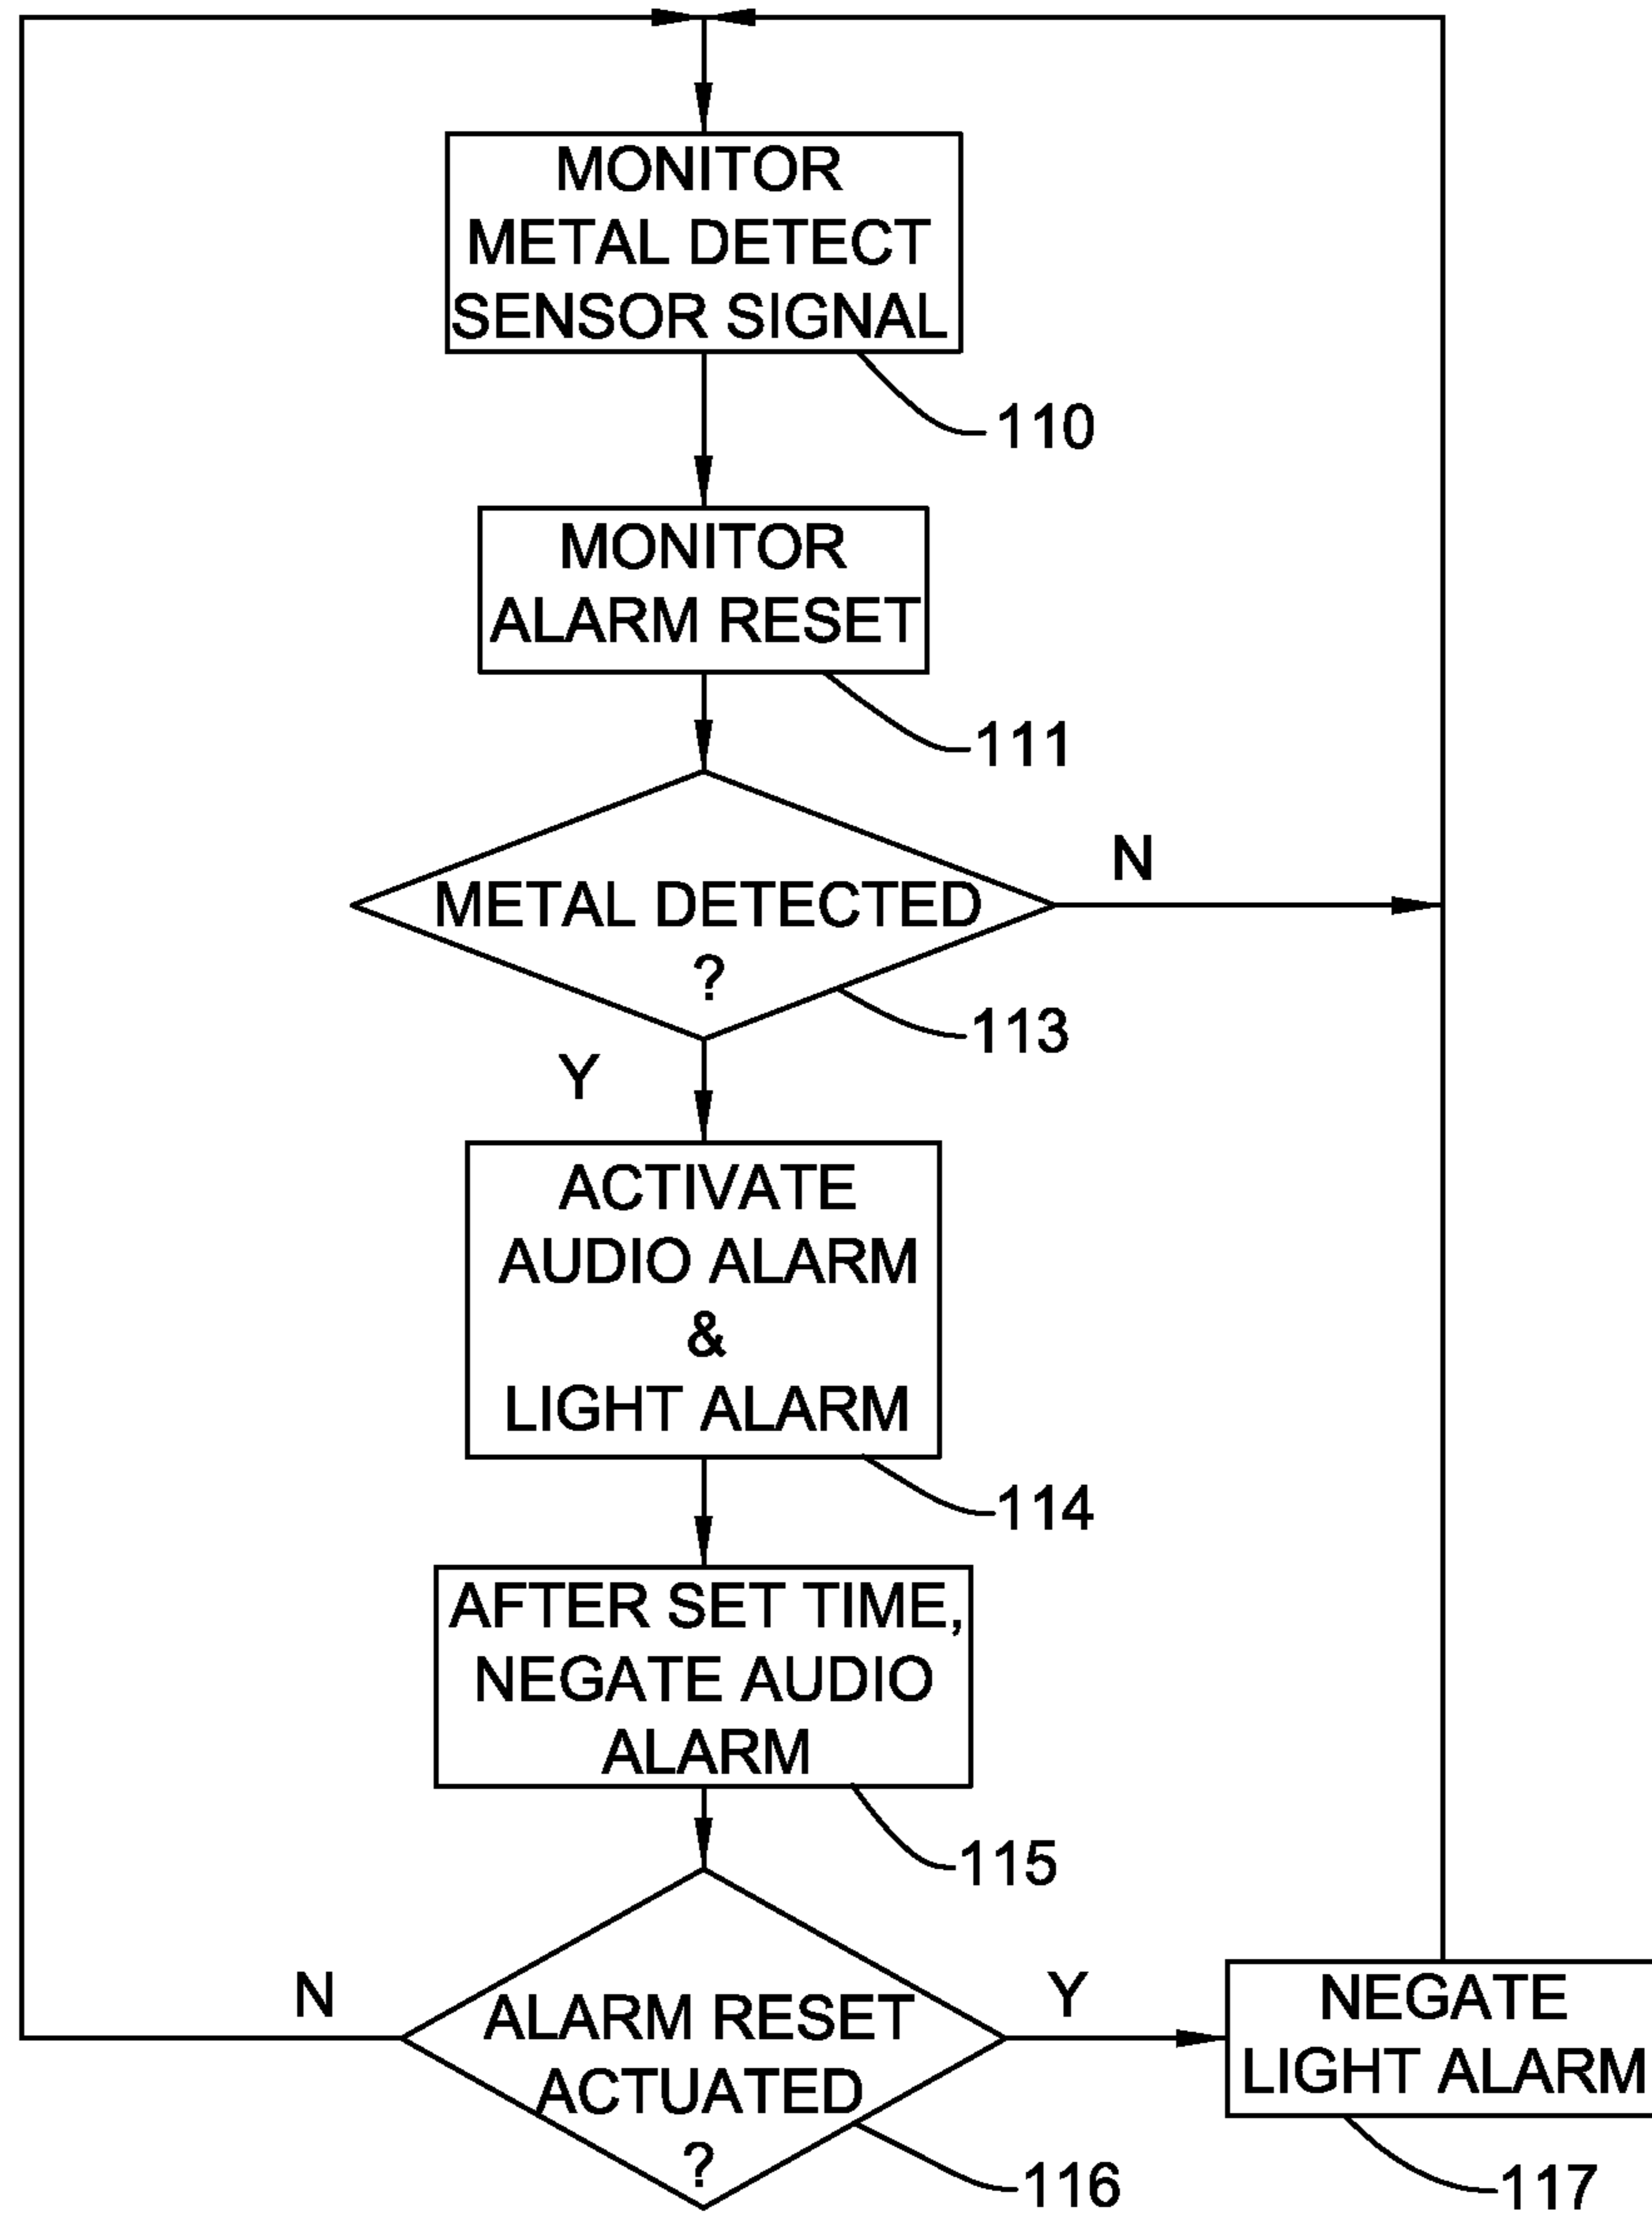 MONITOR
METAL DETECT
SENSOR SIGNAL
110
MONITOR
ALARM RESET
111
METAL DETECTED
?
N
113
Y
ACTIVATE
AUDIO ALARM
&
LIGHT ALARM
114
AFTER SET TIME,
NEGATE AUDIO
ALARM
115
N
ALARM RESET
ACTUATED
?
Y
116
NEGATE
LIGHT ALARM
117